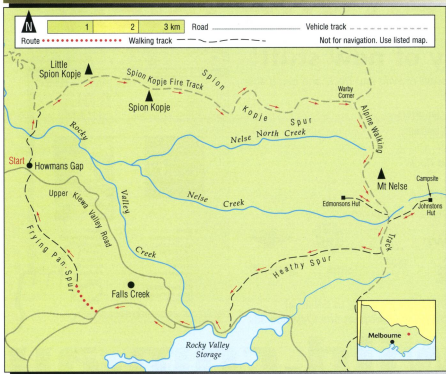 N
1 2 3 km
Road
Vehicle track
Route
Walking track
Not for navigation. Use listed map.
Little
Spion Kopje
Spion Kopje Fire Track
Spion
Kopje
Spur
Spion Kopje
Warby
Corner
Alpine Walking
Track
Rocky
Valley
Creek
Nelse North Creek
Start
Howmans Gap
Mt Nelse
Campsite
Edmonsons Hut
Johnstons
Hut
Nelse Creek
Upper Kiewa Valley Road
Frying Pan Spur
Heathy Spur
Falls Creek
Rocky Valley
Storage
Melbourne